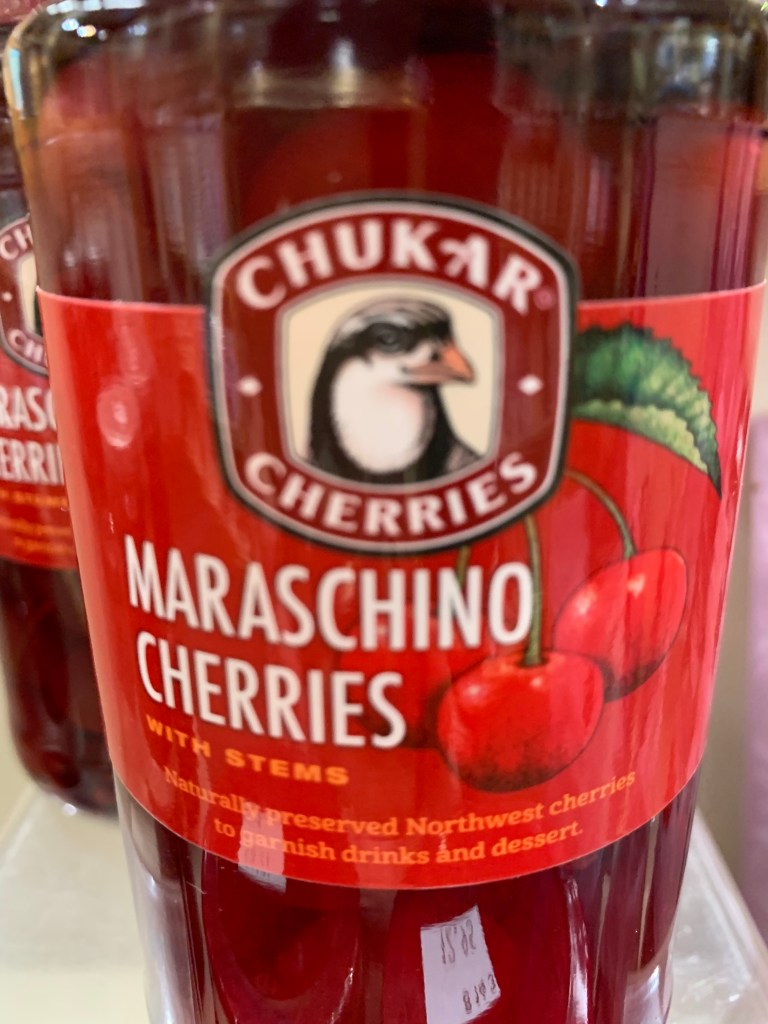 CHUKAR®
CHERRIES
MARASCHINO
CHERRIES
WITH STEMS
Naturally preserved Northwest cherries
to garnish drinks and dessert.